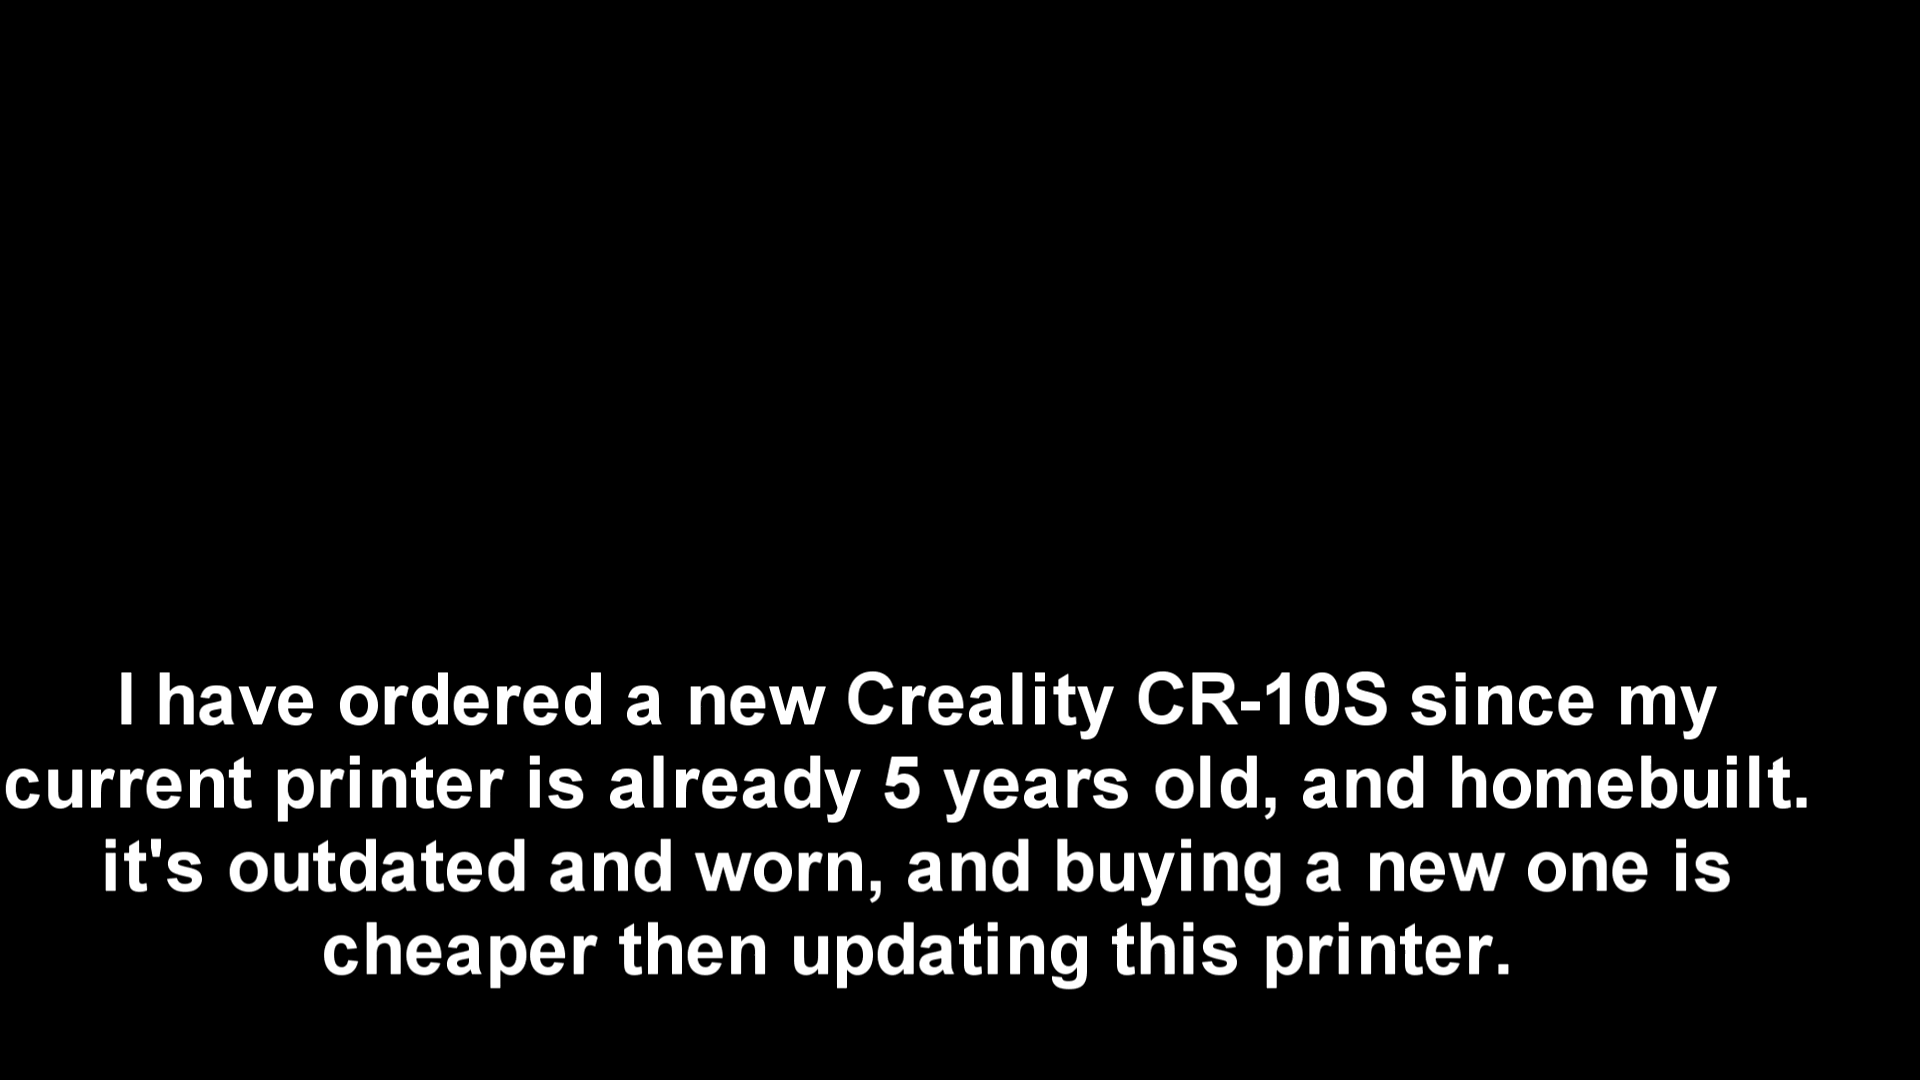 I have ordered a new Creality CR-10S since my
current printer is already 5 years old, and homebuilt.
it's outdated and worn, and buying a new one is
cheaper then updating this printer.